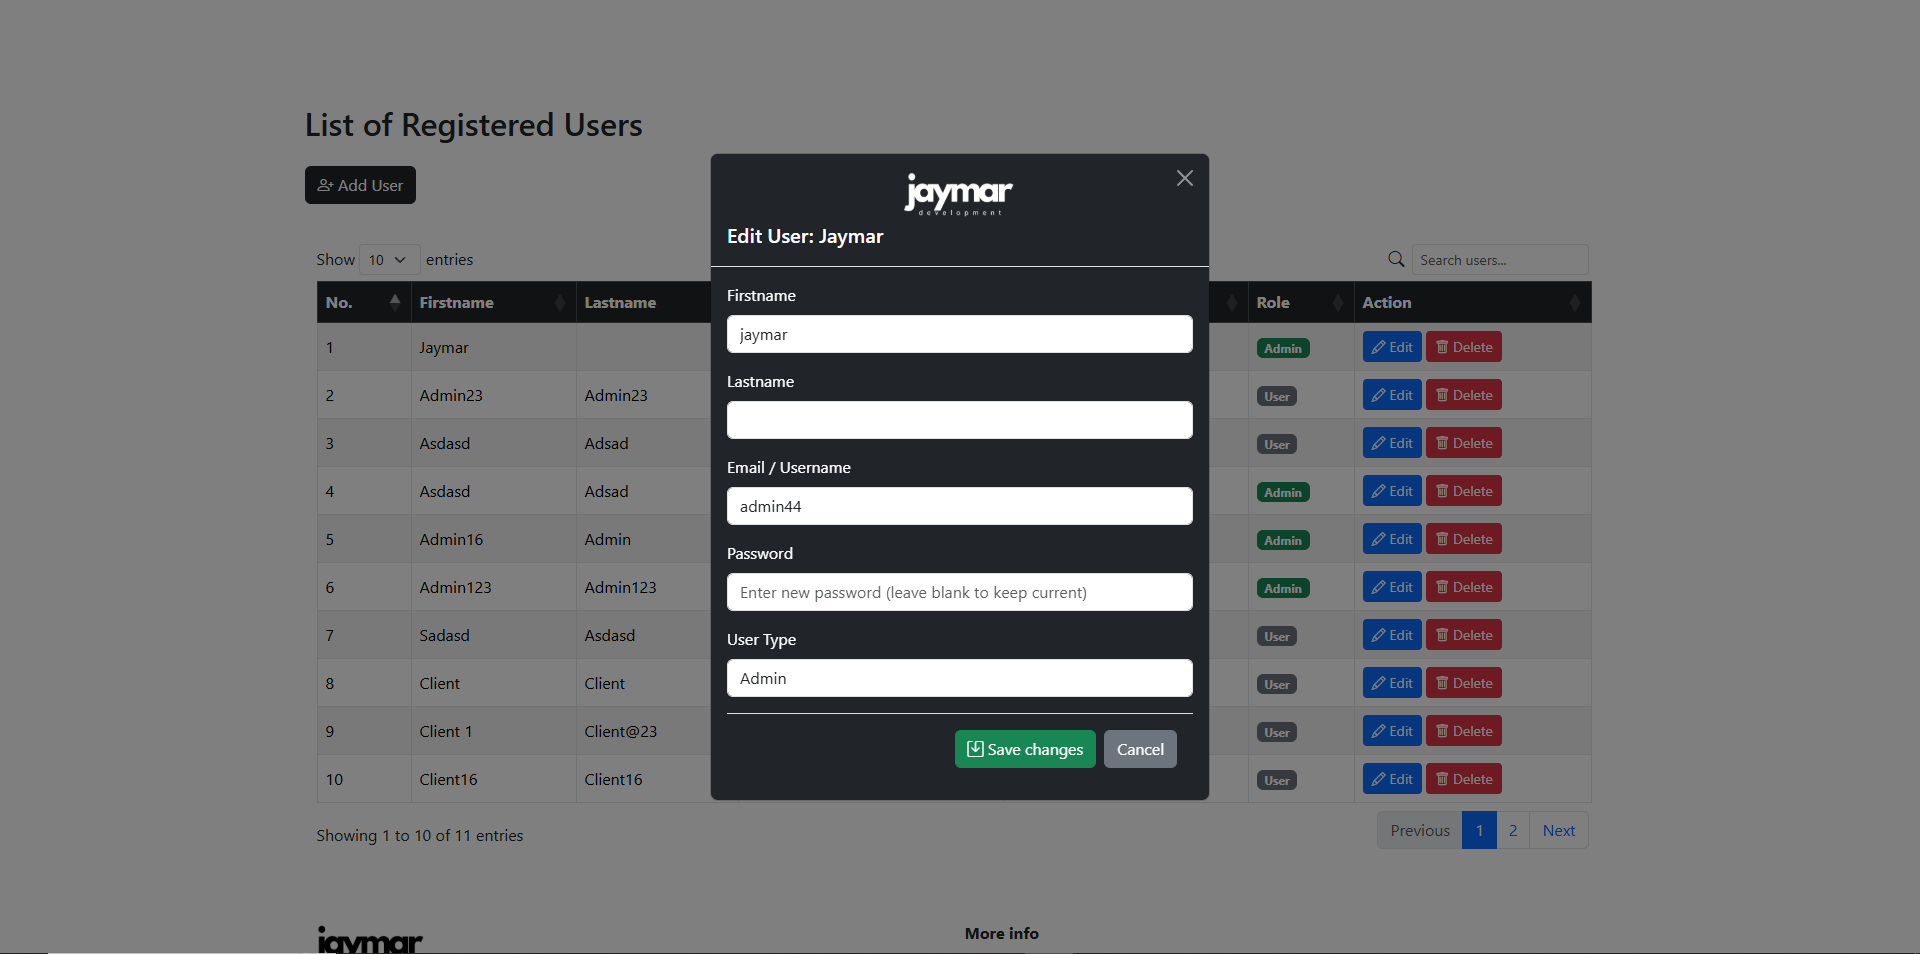 List of Registered Users
Add User
Show 10 entries
Search users...
No. Firstname Lastname Role Action
1 Jaymar Admin Edit Delete
2 Admin23 Admin23 User Edit Delete
3 Asdasd Adsad User Edit Delete
4 Asdasd Adsad Admin Edit Delete
5 Admin16 Admin Admin Edit Delete
6 Admin123 Admin123 Admin Edit Delete
7 Sadasd Asdasd User Edit Delete
8 Client Client User Edit Delete
9 Client 1 Client@23 User Edit Delete
10 Client16 Client16 User Edit Delete
Showing 1 to 10 of 11 entries
Previous 1 2 Next
jaymar
development
Edit User: Jaymar
Firstname
jaymar
Lastname
Email / Username
admin44
Password
Enter new password (leave blank to keep current)
User Type
Admin
Save changes Cancel
jaymar
More info